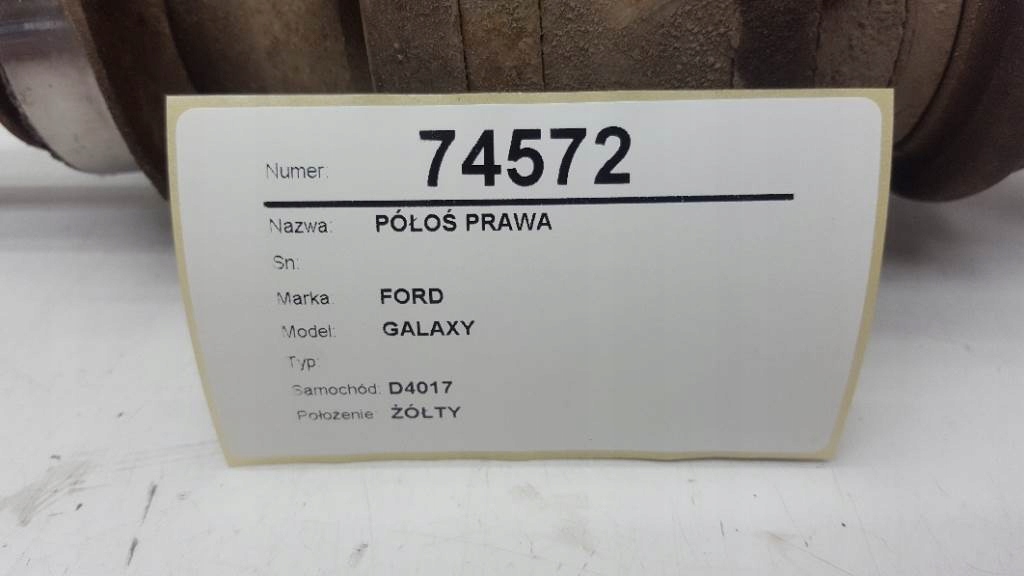 Numer: 74572
Nazwa: PÓŁOŚ PRAWA
Sn:
Marka: FORD
Model: GALAXY
Typ:
Samochód: D4017
Położenie ŻÓŁTY